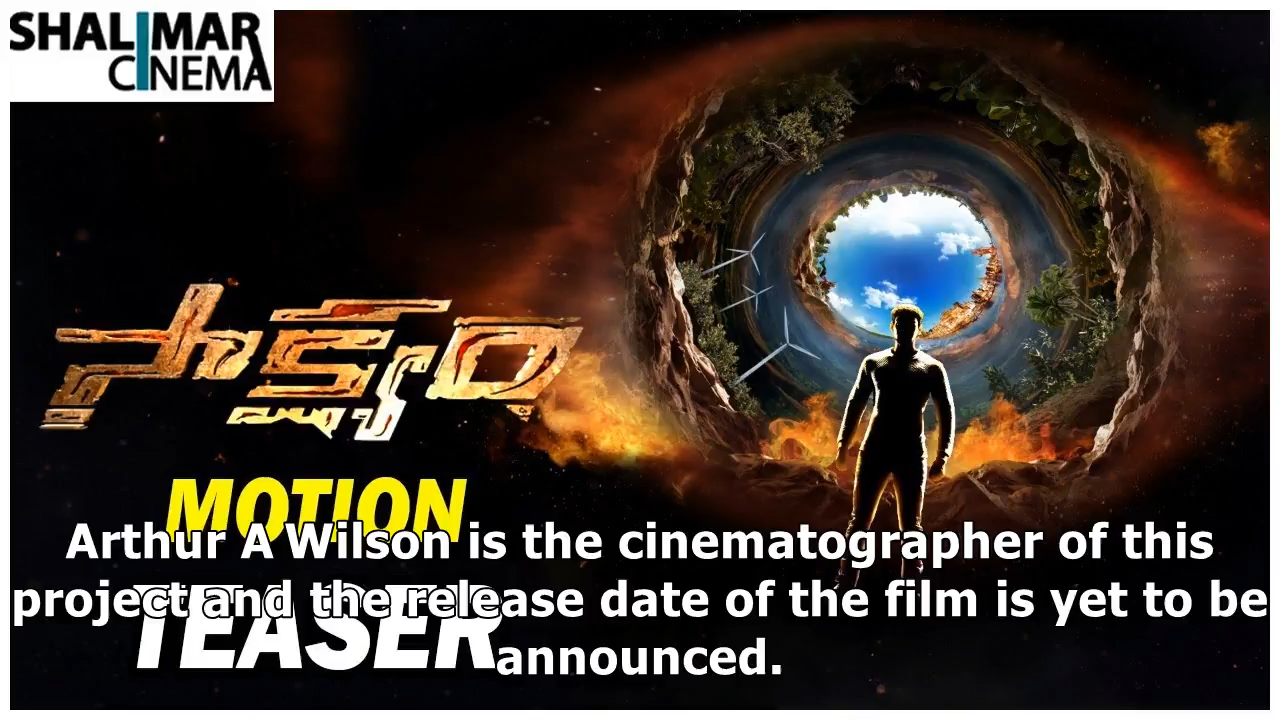 SHALIMAR
CINEMA
సాక్ష్యం
MOTION
TEASER
Arthur A Wilson is the cinematographer of this
project and the release date of the film is yet to be
announced.